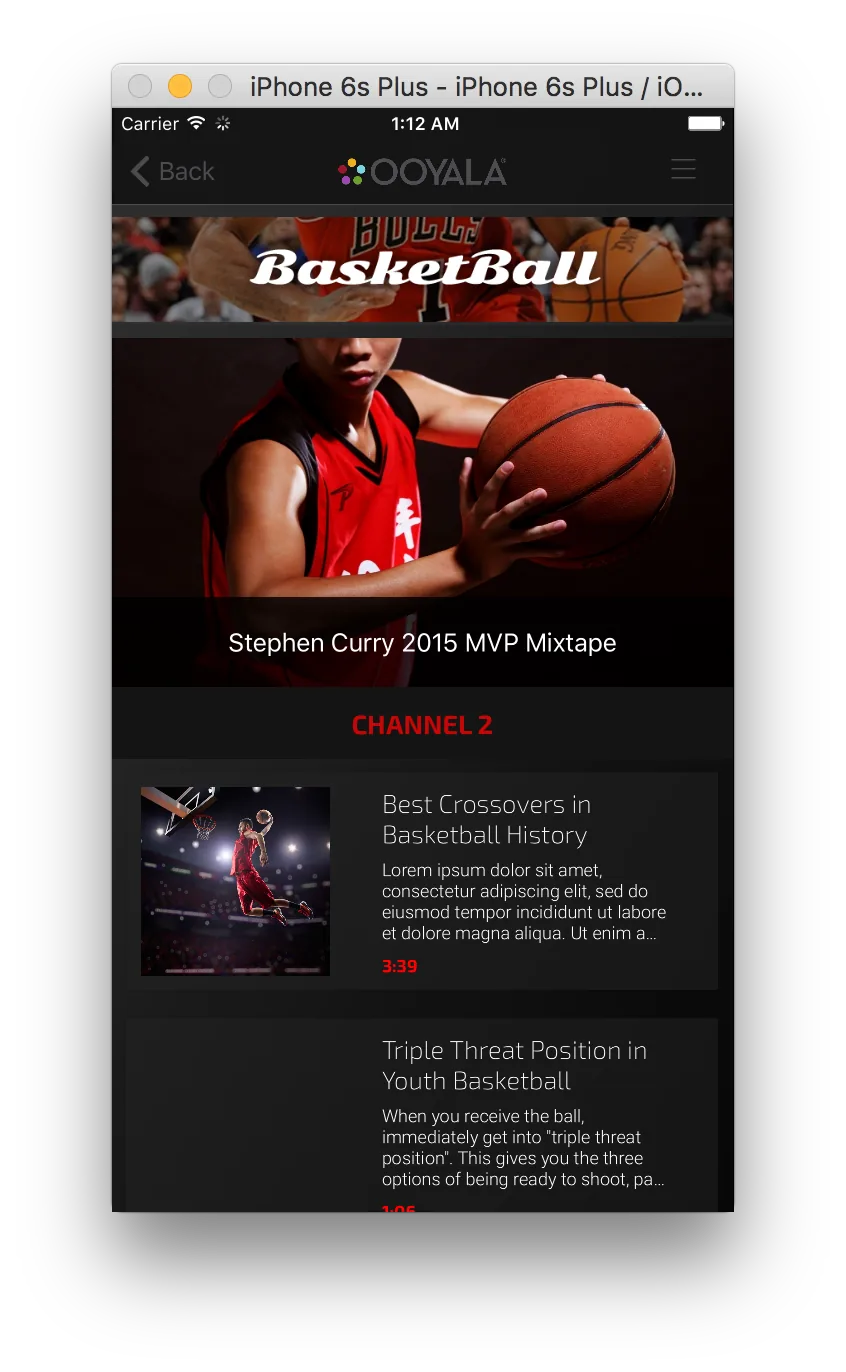 iPhone 6s Plus - iPhone 6s Plus / iO...
Carrier
1:12 AM
Back
OOYALA
BULLS
1
BasketBall
Stephen Curry 2015 MVP Mixtape
CHANNEL 2
Best Crossovers in
Basketball History
Lorem ipsum dolor sit amet,
consectetur adipiscing elit, sed do
eiusmod tempor incididunt ut labore
et dolore magna aliqua. Ut enim a...
3:39
Triple Threat Position in
Youth Basketball
When you receive the ball,
immediately get into "triple threat
position". This gives you the three
options of being ready to shoot, pa...
1:06